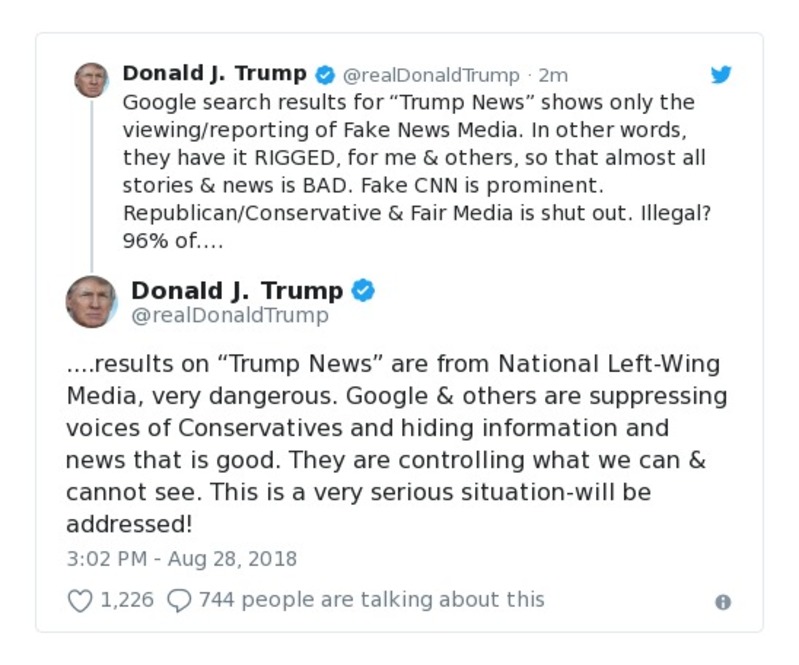 Donald J. Trump @realDonaldTrump · 2m
Google search results for “Trump News” shows only the
viewing/reporting of Fake News Media. In other words,
they have it RIGGED, for me & others, so that almost all
stories & news is BAD. Fake CNN is prominent.
Republican/Conservative & Fair Media is shut out. Illegal?
96% of....
Donald J. Trump
@realDonaldTrump
....results on “Trump News” are from National Left-Wing
Media, very dangerous. Google & others are suppressing
voices of Conservatives and hiding information and
news that is good. They are controlling what we can &
cannot see. This is a very serious situation-will be
addressed!
3:02 PM - Aug 28, 2018
1,226 744 people are talking about this